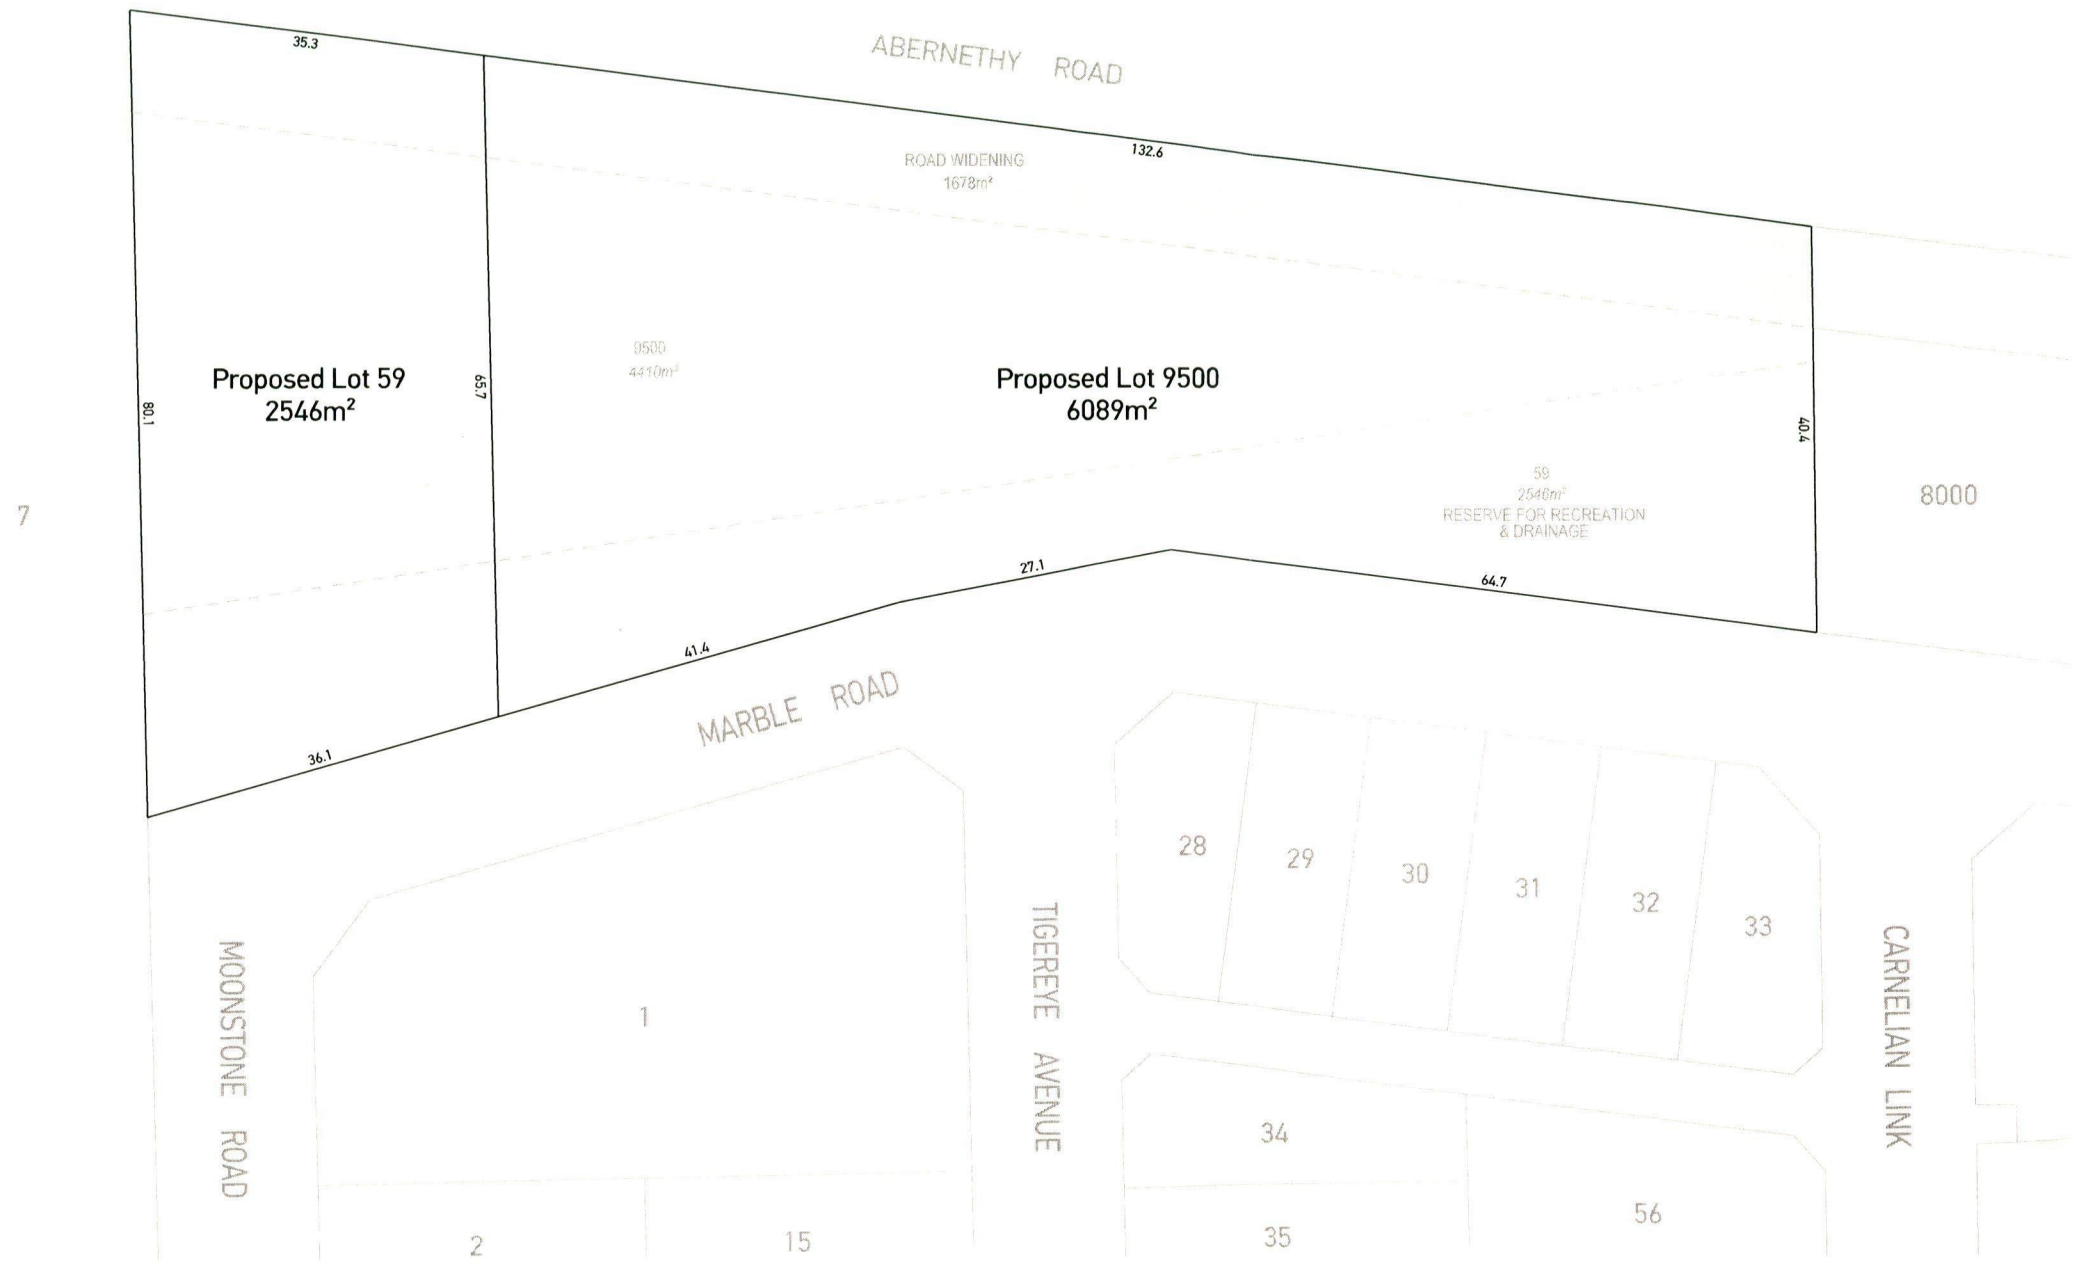 35.3
ABERNETHY ROAD
132.6
ROAD WIDENING
1678m²
9500
4410m²
Proposed Lot 59
2546m²
Proposed Lot 9500
6089m²
80.1
65.7
40.4
59
2546m²
RESERVE FOR RECREATION
& DRAINAGE
8000
7
27.1
64.7
41.4
36.1
MARBLE ROAD
28
29
30
31
32
33
MOONSTONE ROAD
1
TIGEREYE AVENUE
CARNELIAN LINK
34
56
2
15
35